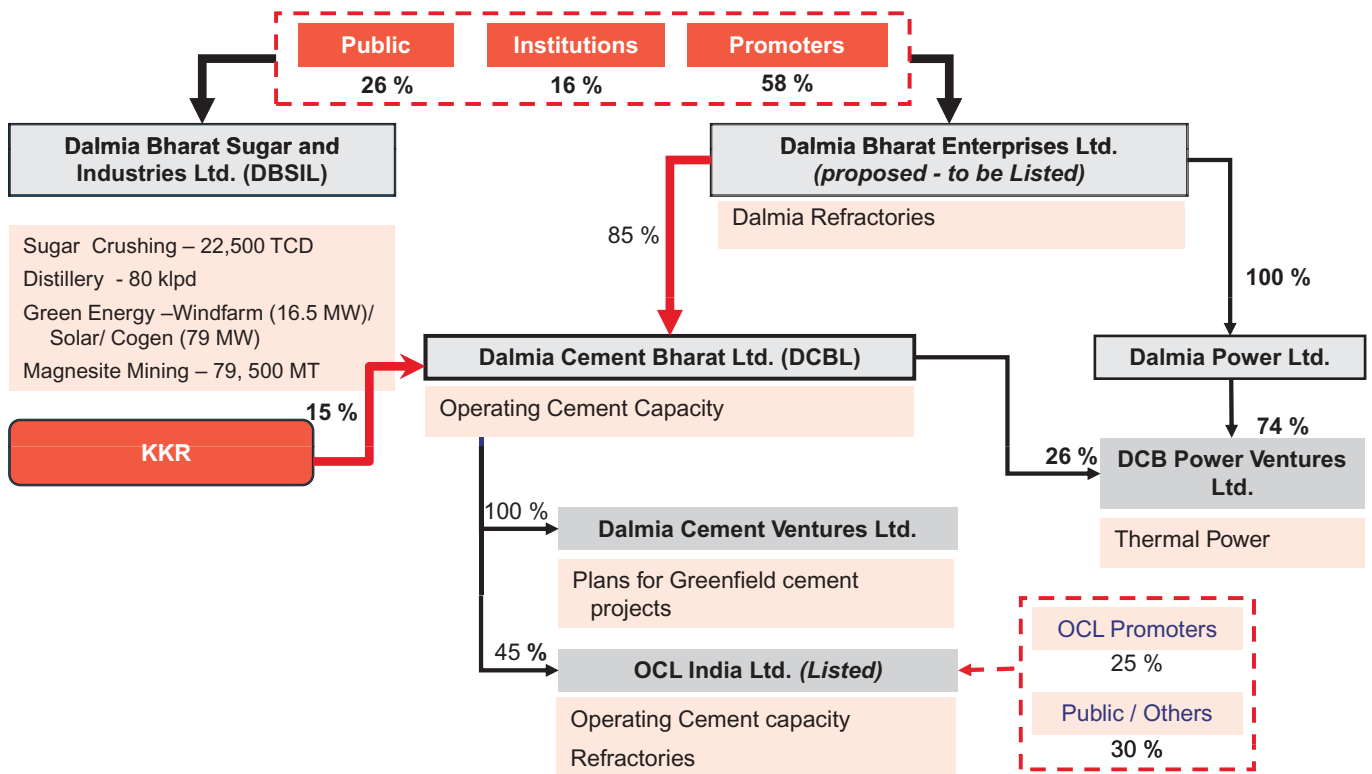 Public
Institutions
Promoters
26 %
16 %
58 %
Dalmia Bharat Sugar and
Industries Ltd. (DBSIL)
Dalmia Bharat Enterprises Ltd.
(proposed - to be Listed)
Dalmia Refractories
Sugar Crushing – 22,500 TCD
Distillery - 80 klpd
Green Energy –Windfarm (16.5 MW)/
Solar/ Cogen (79 MW)
Magnesite Mining – 79, 500 MT
85 %
100 %
Dalmia Cement Bharat Ltd. (DCBL)
Dalmia Power Ltd.
Operating Cement Capacity
15 %
KKR
74 %
26 %
DCB Power Ventures
Ltd.
Thermal Power
100 %
Dalmia Cement Ventures Ltd.
Plans for Greenfield cement
projects
45 %
OCL India Ltd. (Listed)
Operating Cement capacity
Refractories
OCL Promoters
25 %
Public / Others
30 %